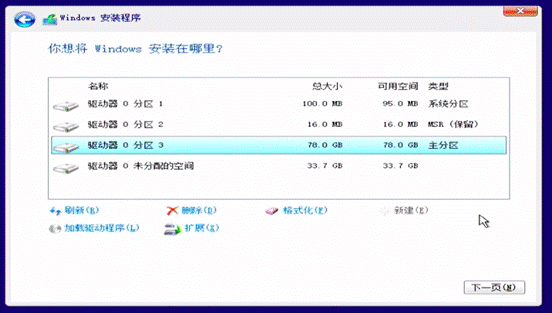 Windows 安装程序
你想将 Windows 安装在哪里?
名称 总大小 可用空间 类型
驱动器 0 分区 1 100.0 MB 95.0 MB 系统分区
驱动器 0 分区 2 16.0 MB 16.0 MB MSR (保留)
驱动器 0 分区 3 78.0 GB 78.0 GB 主分区
驱动器 0 未分配的空间 33.7 GB 33.7 GB
刷新(R) 删除(D) 格式化(F) 新建(E)
加载驱动程序(L) 扩展(X)
下一页(N)